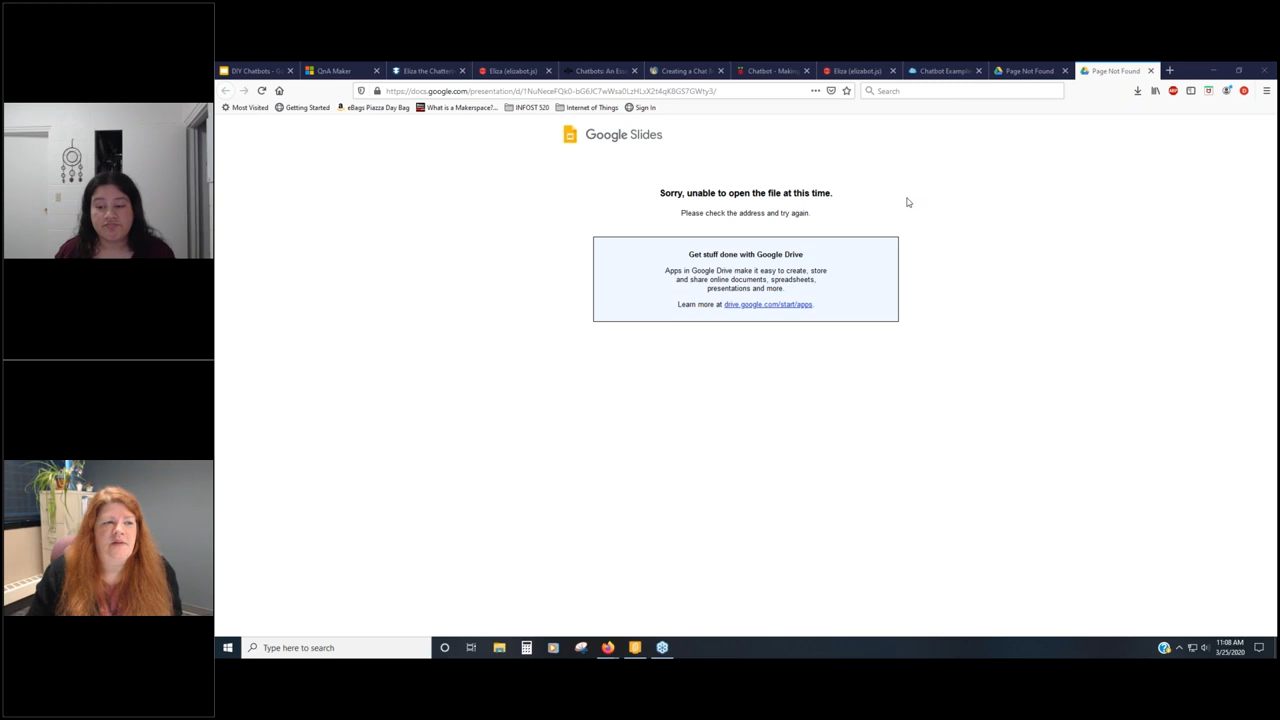 DIY Chatbots - G
QnA Maker
Eliza the Chatterb
Eliza (elizabot.js)
Chatbots: An Ess
Creating a Chat B
Chatbot - Making
Eliza (elizabot.js)
Chatbot Example
Page Not Found
Page Not Found
Search
Most Visited
Getting Started
eBags Piazza Day Bag
What is a Makerspace?...
INFOST 520
Internet of Things
Sign In
Google Slides
Sorry, unable to open the file at this time.
Please check the address and try again.
Get stuff done with Google Drive
Apps in Google Drive make it easy to create, store
and share online documents, spreadsheets,
presentations and more.
Learn more at drive.google.com/start/apps.
Type here to search
11:08 AM
3/25/2020